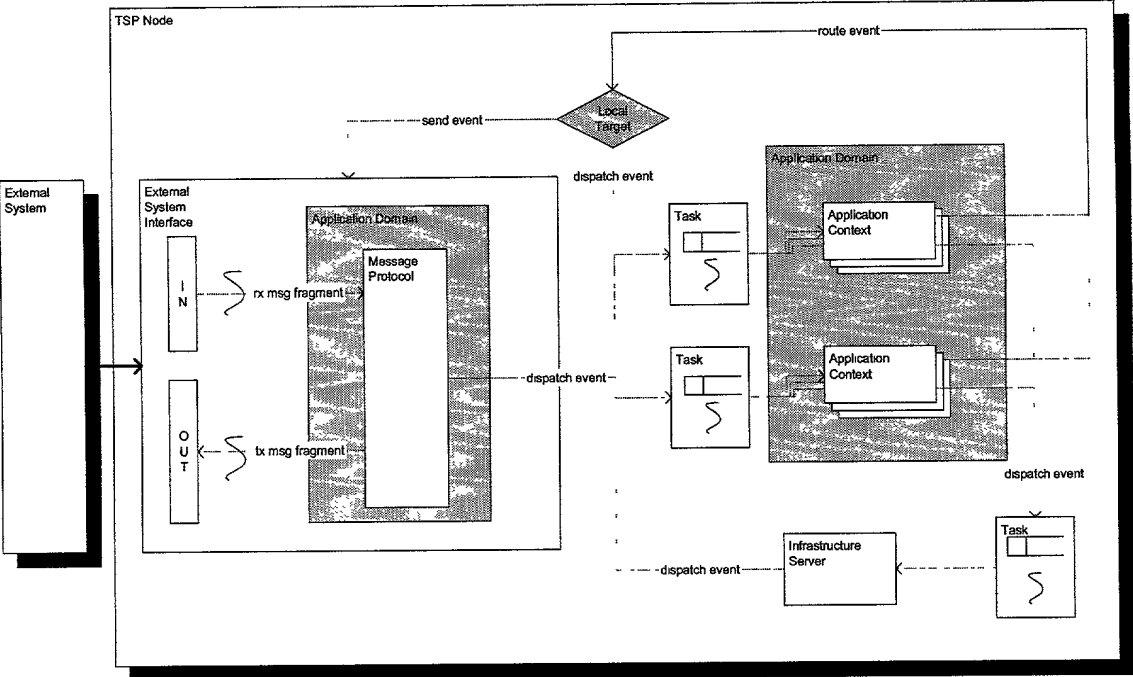 TSP Node
route event
Local
Target
send event
dispatch event
Application Domain
External
System
External
System
Interface
Application Domain
Task
Application
Context
Message
Protocol
I
N
rx msg fragment
Task
Application
Context
dispatch event
O
U
T
tx msg fragment
dispatch event
Task
Infrastructure
Server
dispatch event